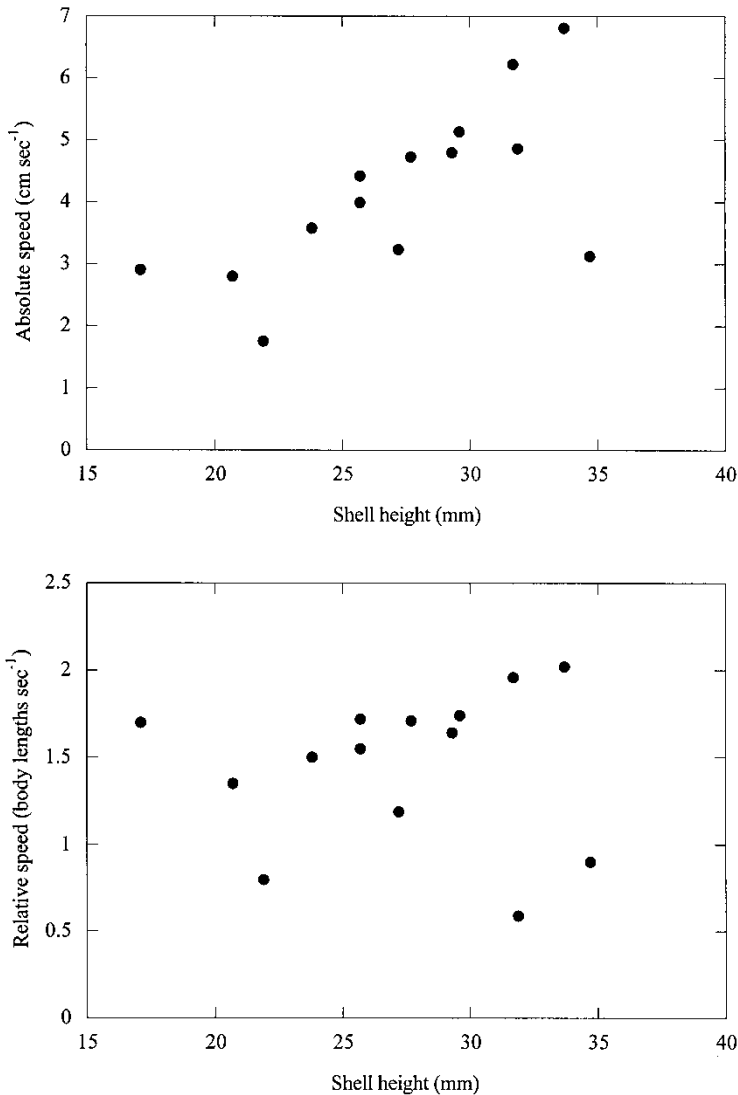 7
6
5
4
3
2
1
0
Absolute speed (cm sec⁻¹)
15 20 25 30 35 40
Shell height (mm)
2.5
2
1.5
1
0.5
0
Relative speed (body lengths sec⁻¹)
15 20 25 30 35 40
Shell height (mm)